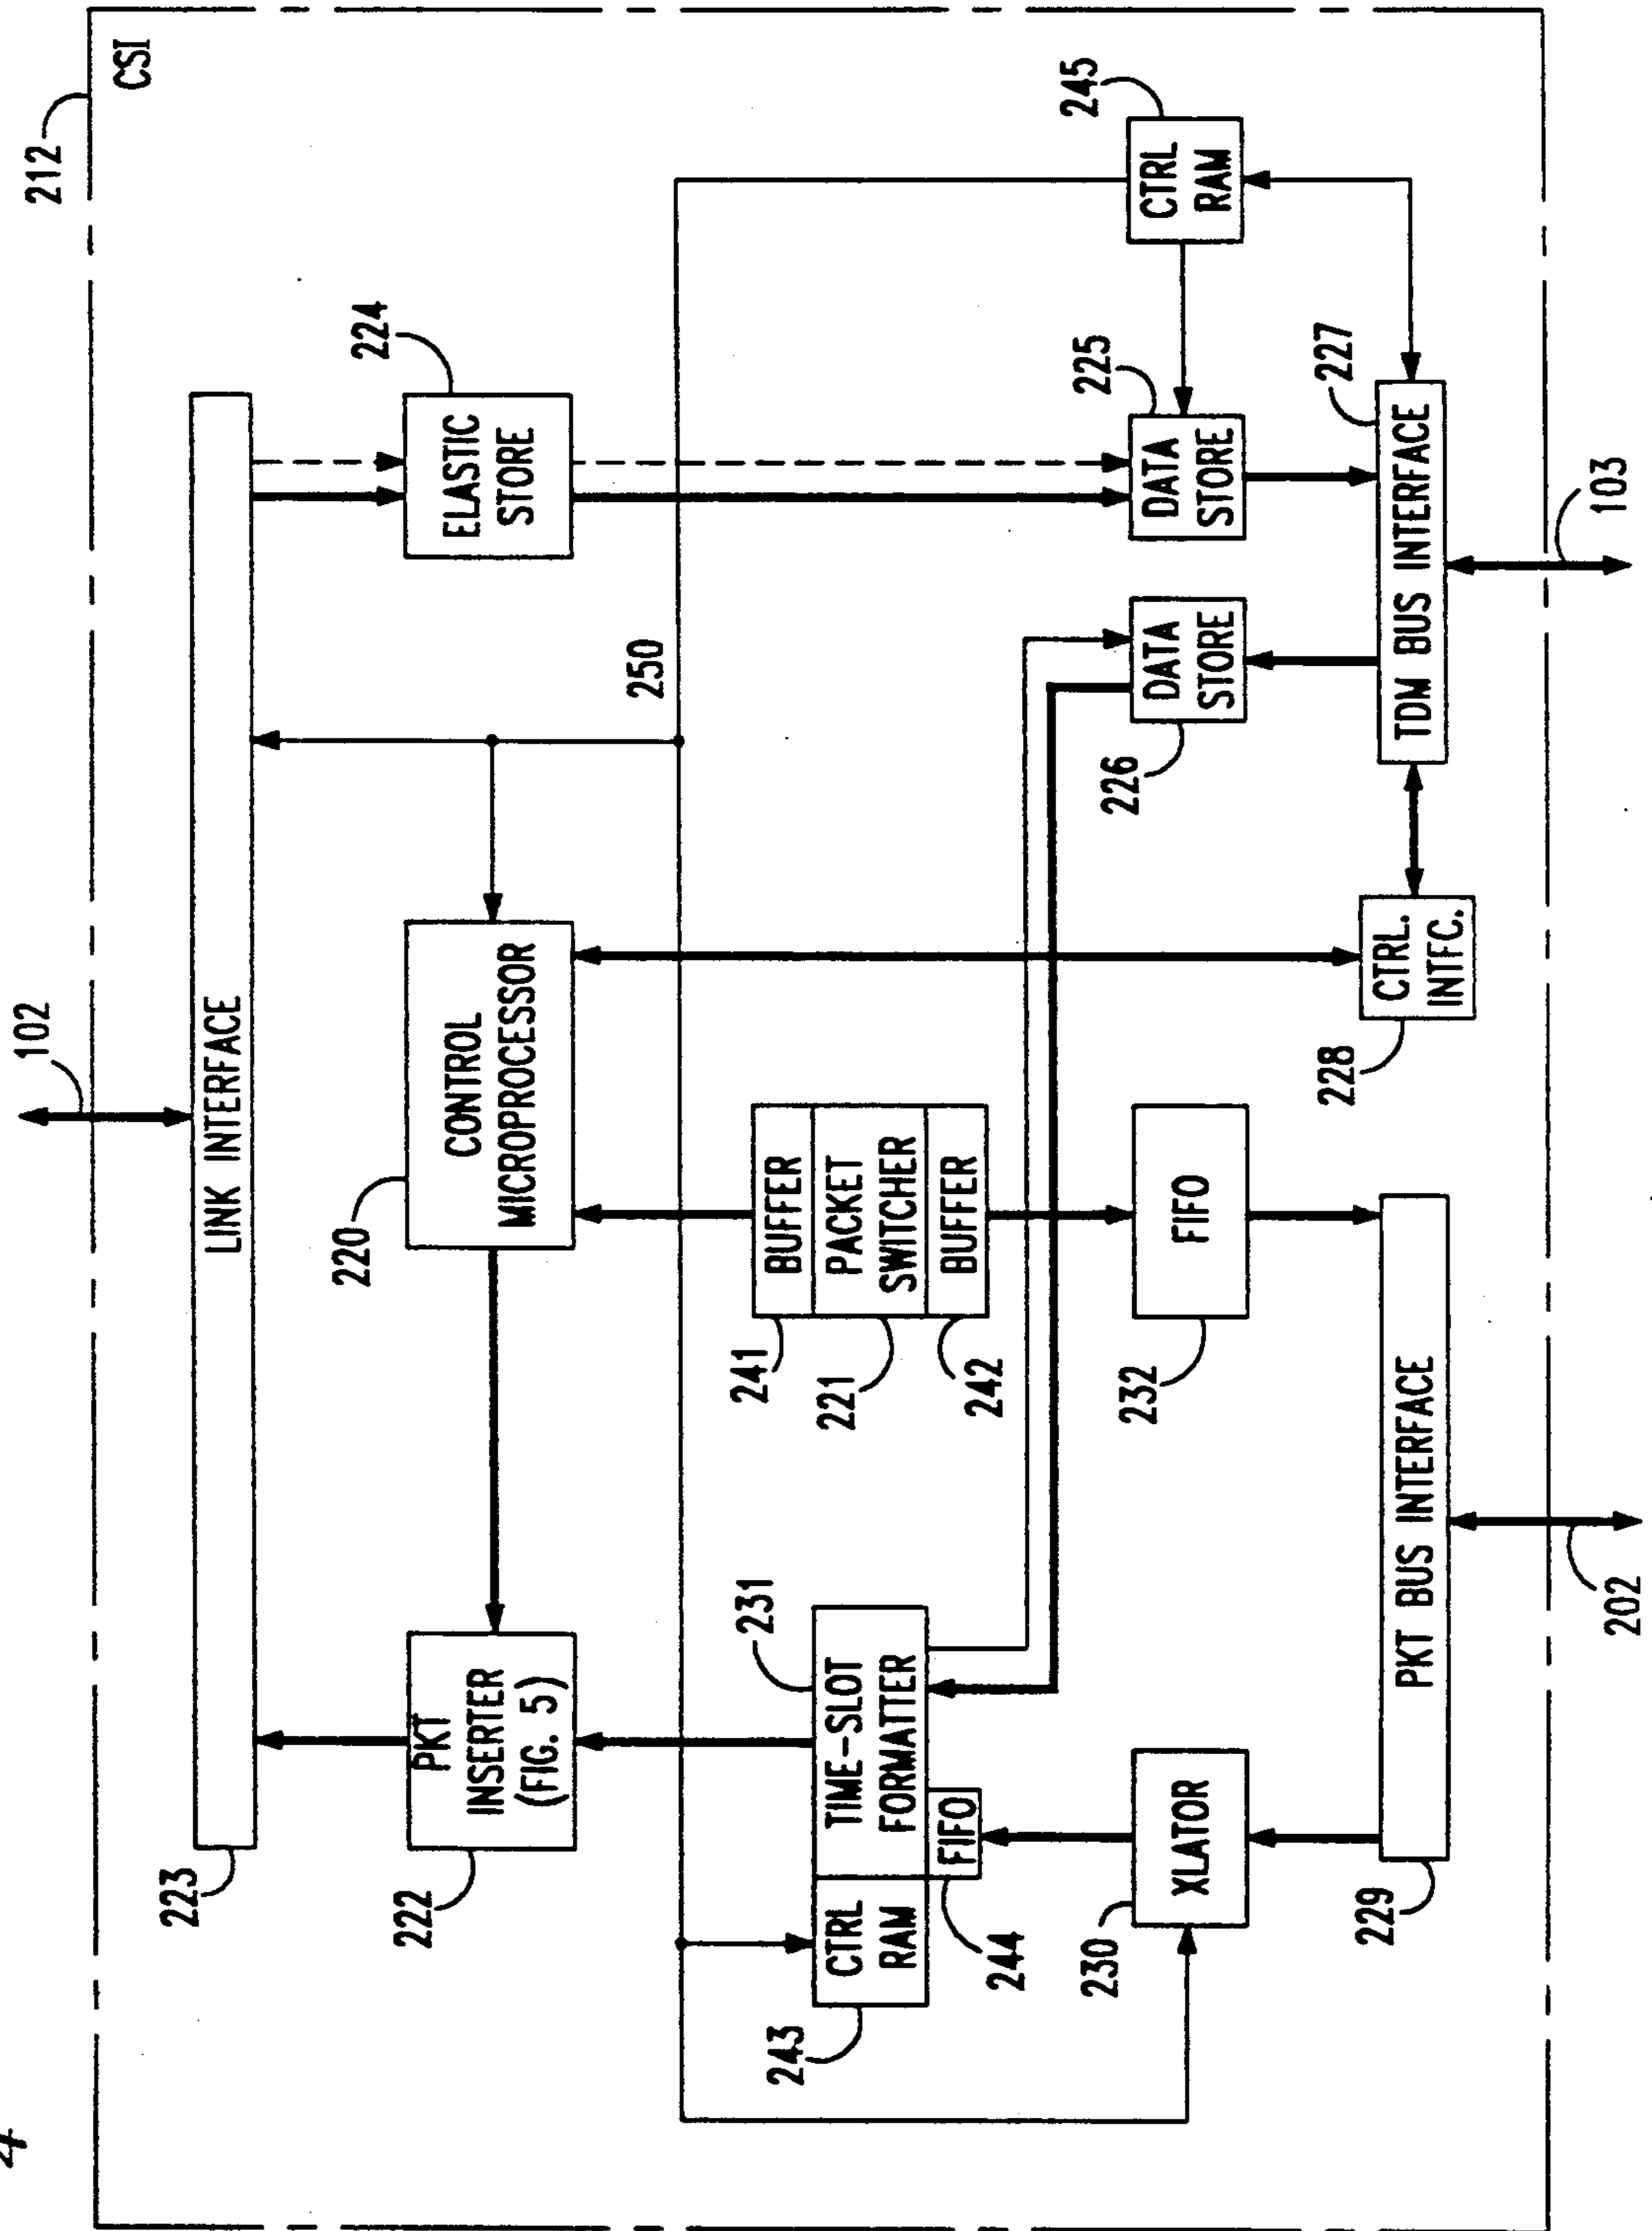 4
212
CSI
102
LINK INTERFACE
223
PKT
INSERTER
(FIG. 5)
222
CONTROL
MICROPROCESSOR
220
ELASTIC
STORE
224
250
CTRL
RAM
243
TIME-SLOT
FORMATTER
231
FIFO
244
BUFFER
PACKET
SWITCHER
BUFFER
241
221
242
XLATOR
230
FIFO
232
DATA
STORE
226
DATA
STORE
225
CTRL
RAM
245
PKT BUS INTERFACE
229
CTRL.
INTFC.
228
TDM BUS INTERFACE
227
202
103